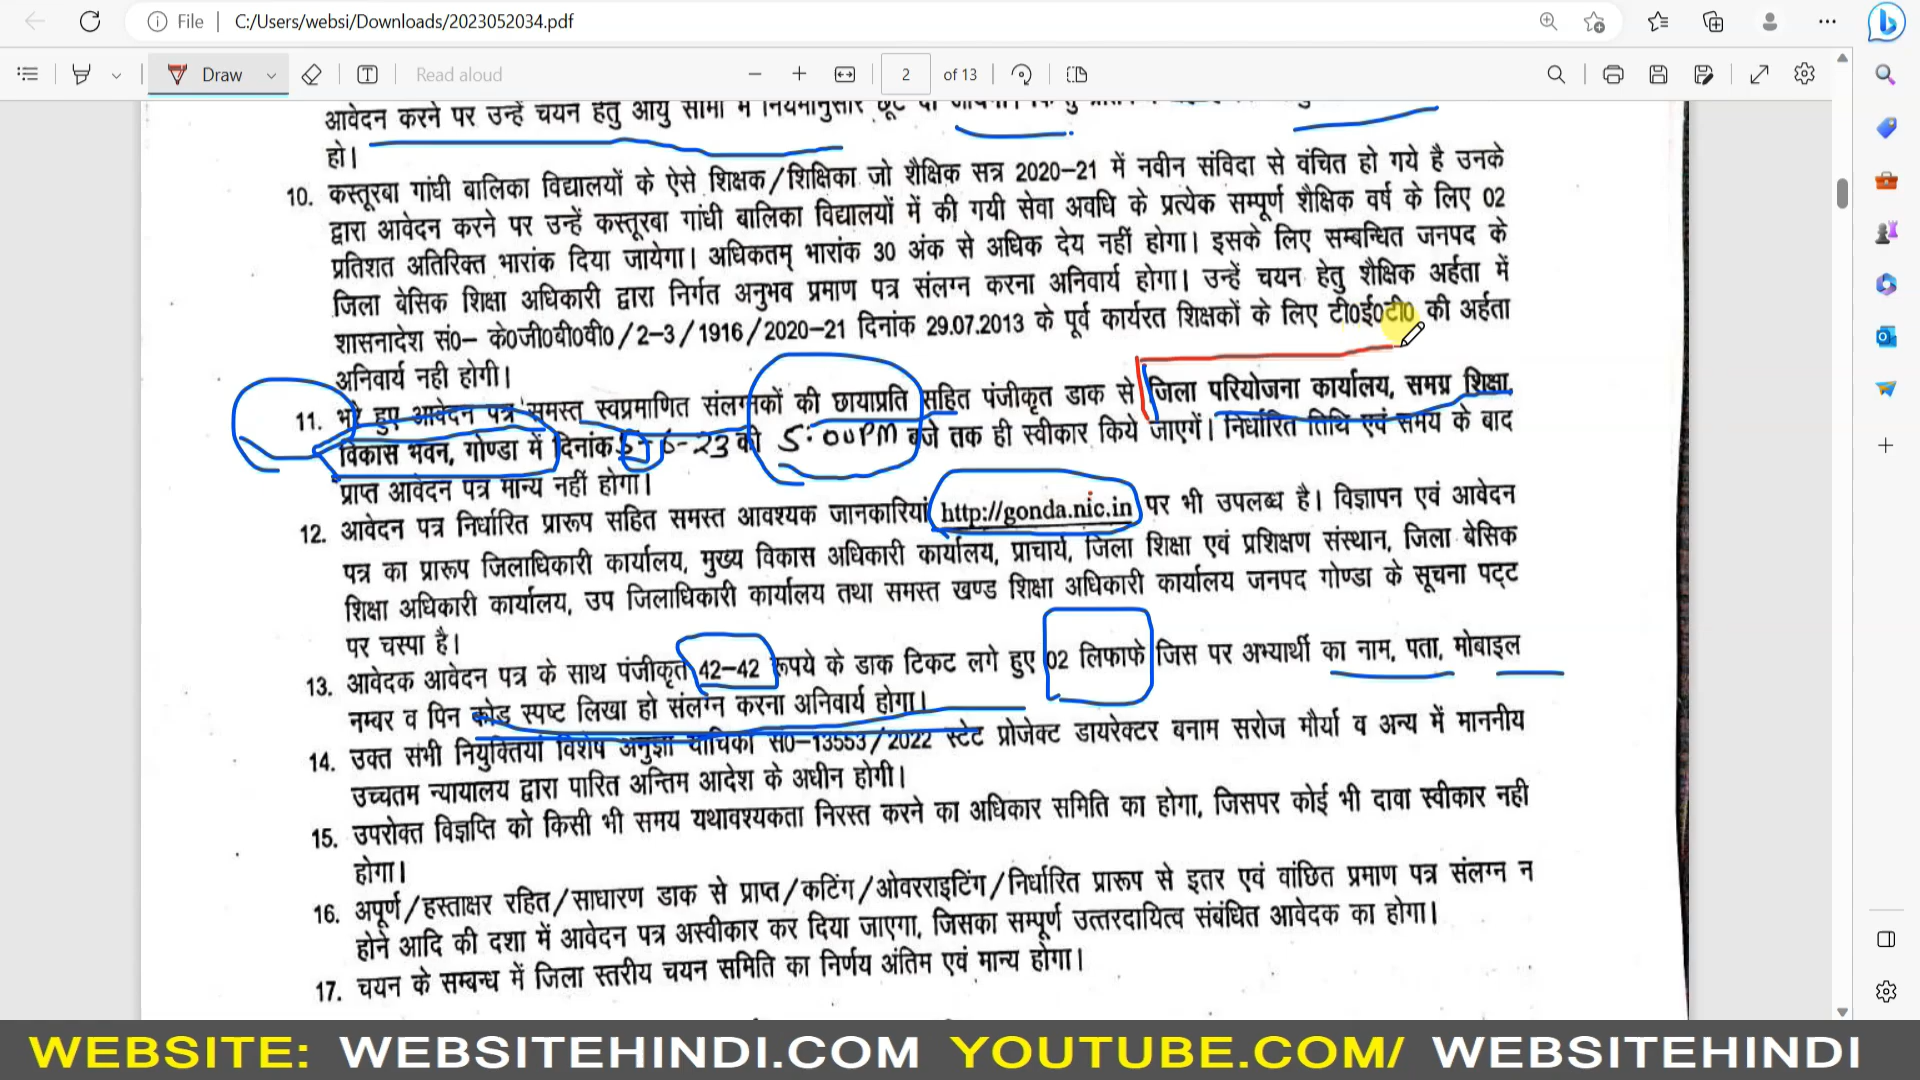 File C:/Users/websi/Downloads/2023052034.pdf
Draw Read aloud 2 of 13
आवेदन करने पर उन्हें चयन हेतु आयु सीमा में नियमानुसार छूट दी
हो।
10. कस्तूरबा गांधी बालिका विद्यालयों के ऐसे शिक्षक/शिक्षिका जो शैक्षिक सत्र 2020-21 में नवीन संविदा से वंचित हो गये है उनके
द्वारा आवेदन करने पर उन्हें कस्तूरबा गांधी बालिका विद्यालयों में की गयी सेवा अवधि के प्रत्येक सम्पूर्ण शैक्षिक वर्ष के लिए 02
प्रतिशत अतिरिक्त भारांक दिया जायेगा। अधिकतम् भारांक 30 अंक से अधिक देय नहीं होगा। इसके लिए सम्बन्धित जनपद के
जिला बेसिक शिक्षा अधिकारी द्वारा निर्गत अनुभव प्रमाण पत्र संलग्न करना अनिवार्य होगा। उन्हें चयन हेतु शैक्षिक अर्हता में
शासनादेश सं0- के0जी0बी0वी0/2-3/1916/2020-21 दिनांक 29.07.2013 के पूर्व कार्यरत शिक्षकों के लिए टी0ई0टी0 की अर्हता
अनिवार्य नही होगी।
11. भरे हुए आवेदन पत्र समस्त स्वप्रमाणित संलग्नकों की छायाप्रति सहित पंजीकृत डाक से जिला परियोजना कार्यालय, समग्र शिक्षा,
विकास भवन, गोण्डा में दिनांक 5-6-23 को 5:00PM बजे तक ही स्वीकार किये जाएगें। निर्धारित तिथि एवं समय के बाद
प्राप्त आवेदन पत्र मान्य नहीं होगा।
12. आवेदन पत्र निर्धारित प्रारूप सहित समस्त आवश्यक जानकारियां http://gonda.nic.in पर भी उपलब्ध है। विज्ञापन एवं आवेदन
पत्र का प्रारूप जिलाधिकारी कार्यालय, मुख्य विकास अधिकारी कार्यालय, प्राचार्य, जिला शिक्षा एवं प्रशिक्षण संस्थान, जिला बेसिक
शिक्षा अधिकारी कार्यालय, उप जिलाधिकारी कार्यालय तथा समस्त खण्ड शिक्षा अधिकारी कार्यालय जनपद गोण्डा के सूचना पट्ट
पर चस्पा है।
13. आवेदक आवेदन पत्र के साथ पंजीकृत 42-42 रूपये के डाक टिकट लगे हुए 02 लिफाफे जिस पर अभ्यार्थी का नाम, पता, मोबाइल
नम्बर व पिन कोड स्पष्ट लिखा हो संलग्न करना अनिवार्य होगा।
14. उक्त सभी नियुक्तियां विशेष अनुज्ञा याचिका सं0-13553/2022 स्टेट प्रोजेक्ट डायरेक्टर बनाम सरोज मौर्या व अन्य में माननीय
उच्चतम न्यायालय द्वारा पारित अन्तिम आदेश के अधीन होगी।
15. उपरोक्त विज्ञप्ति को किसी भी समय यथावश्यकता निरस्त करने का अधिकार समिति का होगा, जिसपर कोई भी दावा स्वीकार नही
होगा।
16. अपूर्ण/हस्ताक्षर रहित/साधारण डाक से प्राप्त/कटिंग/ओवरराइटिंग/निर्धारित प्रारूप से इतर एवं वांछित प्रमाण पत्र संलग्न न
होने आदि की दशा में आवेदन पत्र अस्वीकार कर दिया जाएगा, जिसका सम्पूर्ण उत्तरदायित्व संबंधित आवेदक का होगा।
17. चयन के सम्बन्ध में जिला स्तरीय चयन समिति का निर्णय अंतिम एवं मान्य होगा।
WEBSITE: WEBSITEHINDI.COM YOUTUBE.COM/ WEBSITEHINDI